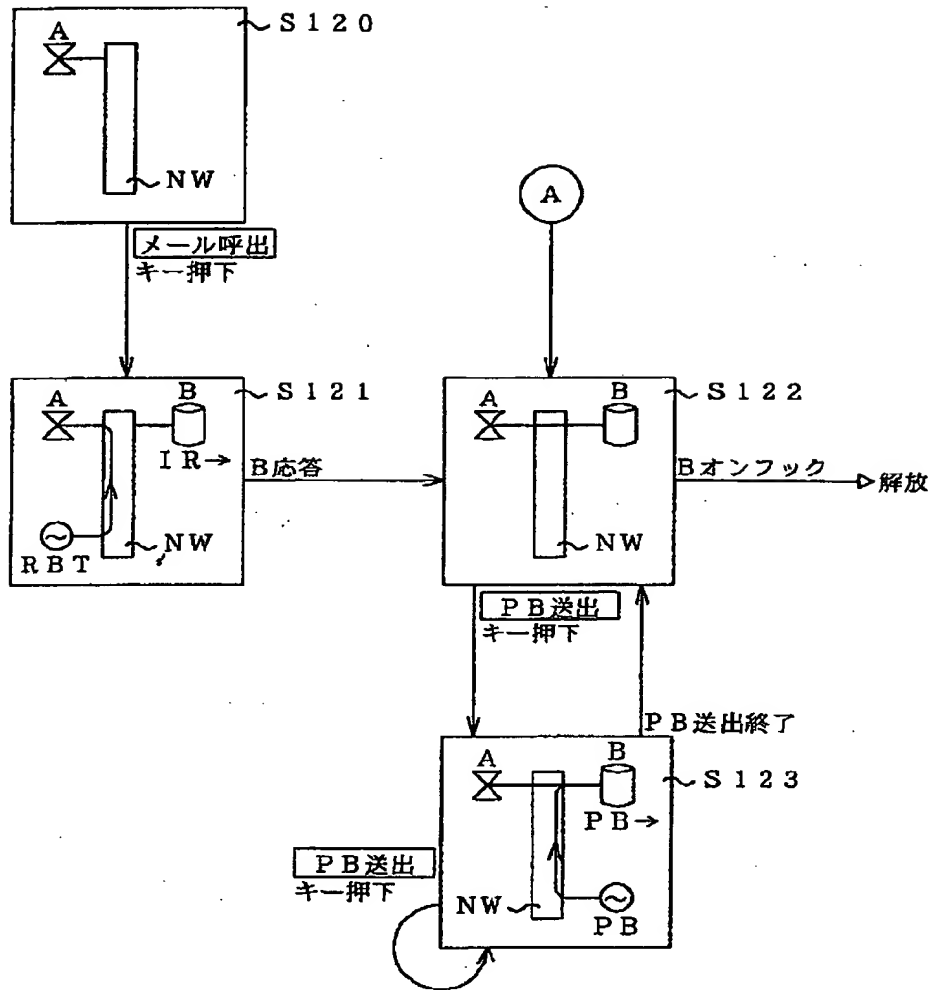 S120
A
NW
メール呼出
キー押下
A
S121
A
B
IR→
NW
RBT
B応答
S122
A
B
NW
Bオンフック
解放
PB送出
キー押下
PB送出終了
S123
A
B
PB→
NW
PB
PB送出
キー押下